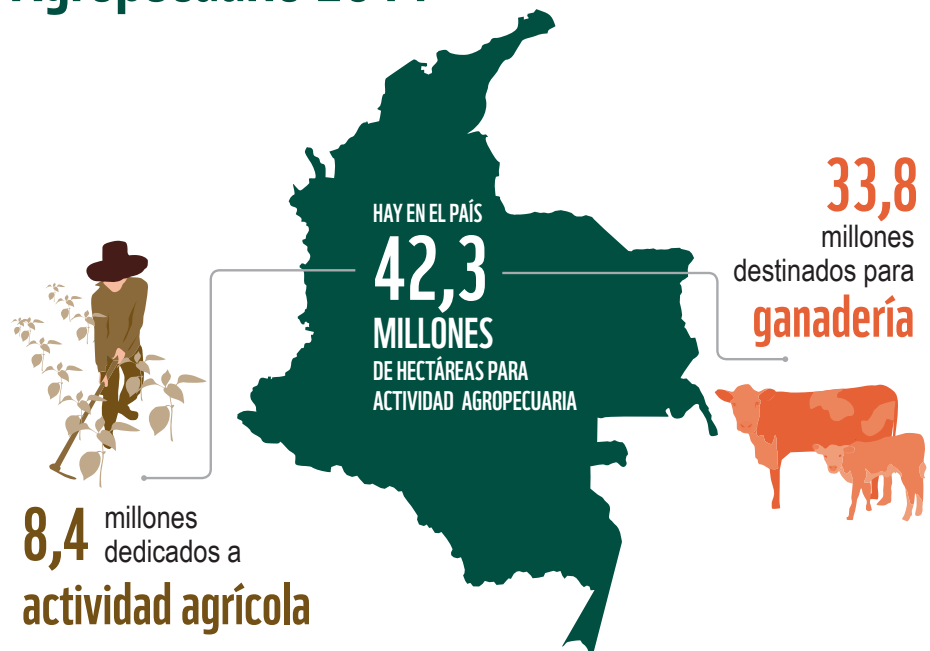 HAY EN EL PAÍS
42,3
MILLONES
DE HECTÁREAS PARA
ACTIVIDAD AGROPECUARIA
33,8
millones
destinados para
ganadería
8,4 millones
dedicados a
actividad agrícola